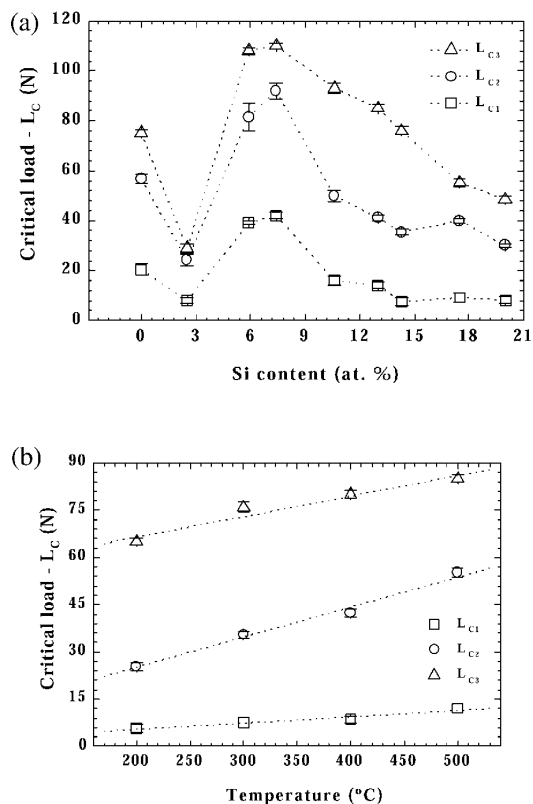 (a)
120
100
80
60
40
20
0
Critical load - L_C (N)
L_C3
L_C2
L_C1
0 3 6 9 12 15 18 21
Si content (at. %)
(b)
90
75
60
45
30
15
0
Critical load - L_C (N)
L_C1
L_C2
L_C3
200 250 300 350 400 450 500
Temperature (ºC)